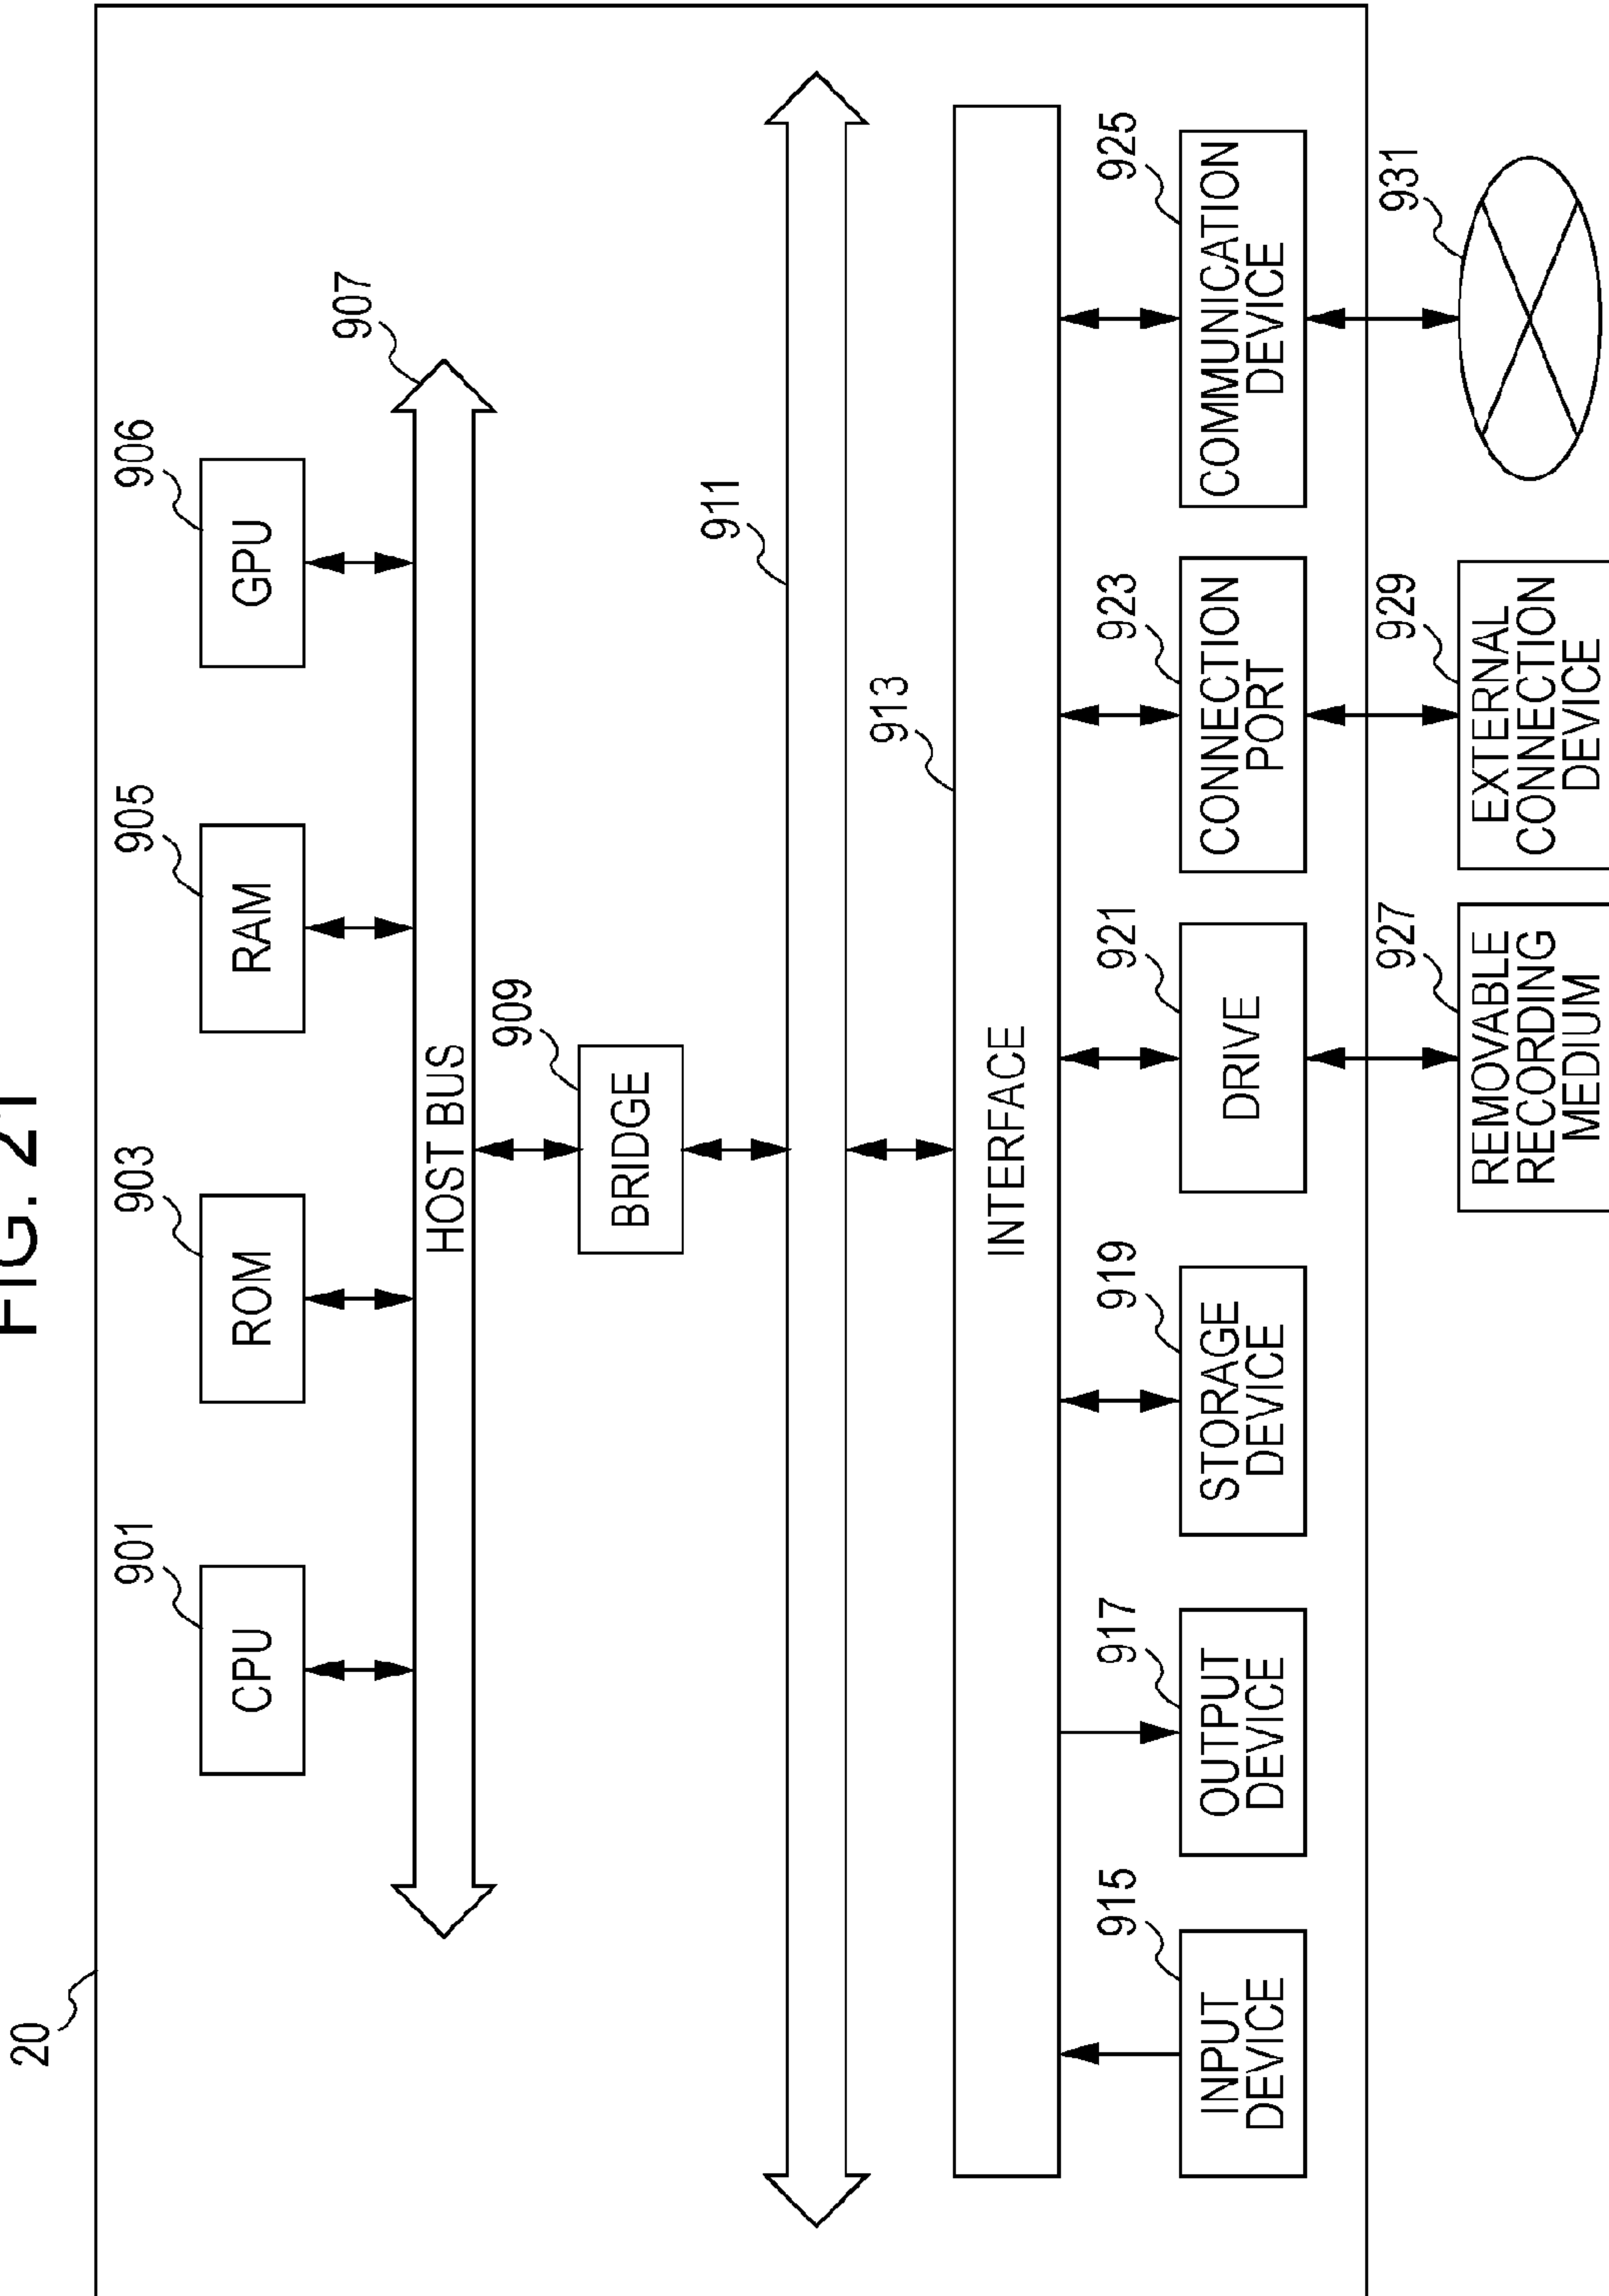 FIG. 21
20
901
903
905
906
CPU
ROM
RAM
GPU
907
HOST BUS
909
BRIDGE
911
913
INTERFACE
915
917
919
921
923
925
INPUT
DEVICE
OUTPUT
DEVICE
STORAGE
DEVICE
DRIVE
CONNECTION
PORT
COMMUNICATION
DEVICE
927
929
931
REMOVABLE
RECORDING
MEDIUM
EXTERNAL
CONNECTION
DEVICE